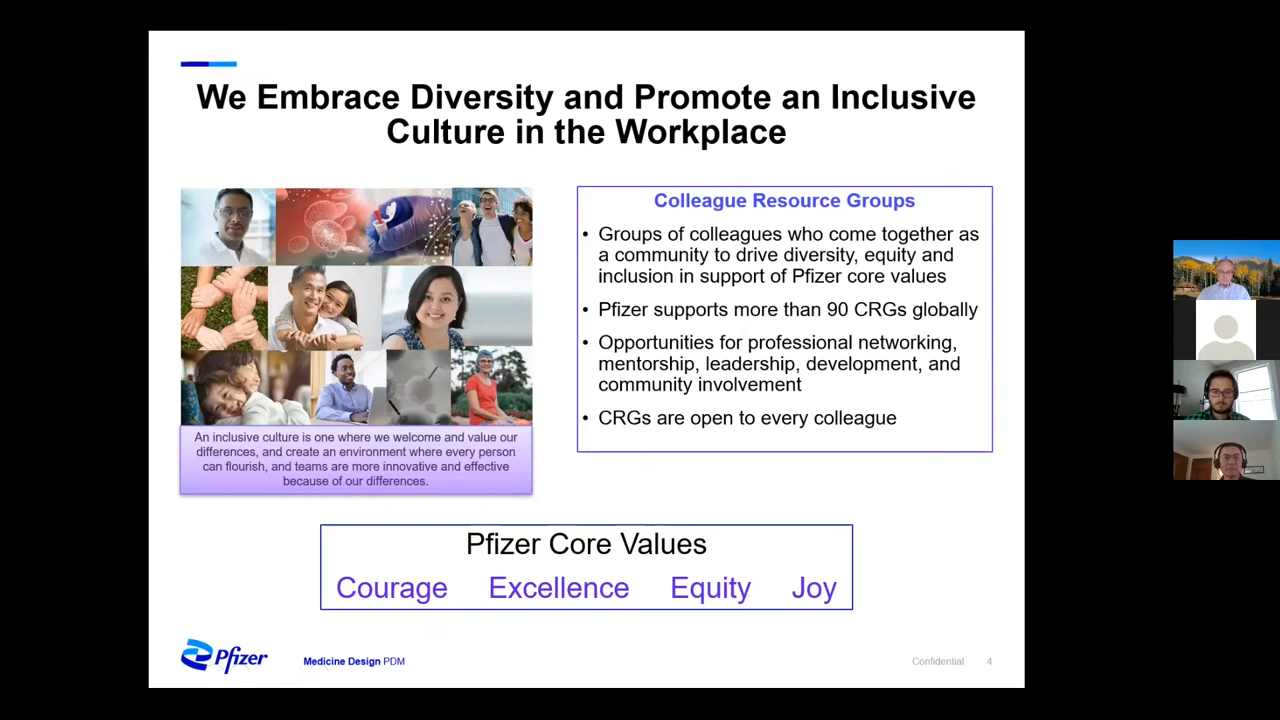 We Embrace Diversity and Promote an Inclusive
Culture in the Workplace
An inclusive culture is one where we welcome and value our
differences, and create an environment where every person
can flourish, and teams are more innovative and effective
because of our differences.
Colleague Resource Groups
• Groups of colleagues who come together as
a community to drive diversity, equity and
inclusion in support of Pfizer core values
• Pfizer supports more than 90 CRGs globally
• Opportunities for professional networking,
mentorship, leadership, development, and
community involvement
• CRGs are open to every colleague
Pfizer Core Values
Courage Excellence Equity Joy
Pfizer Medicine Design PDM Confidential 4